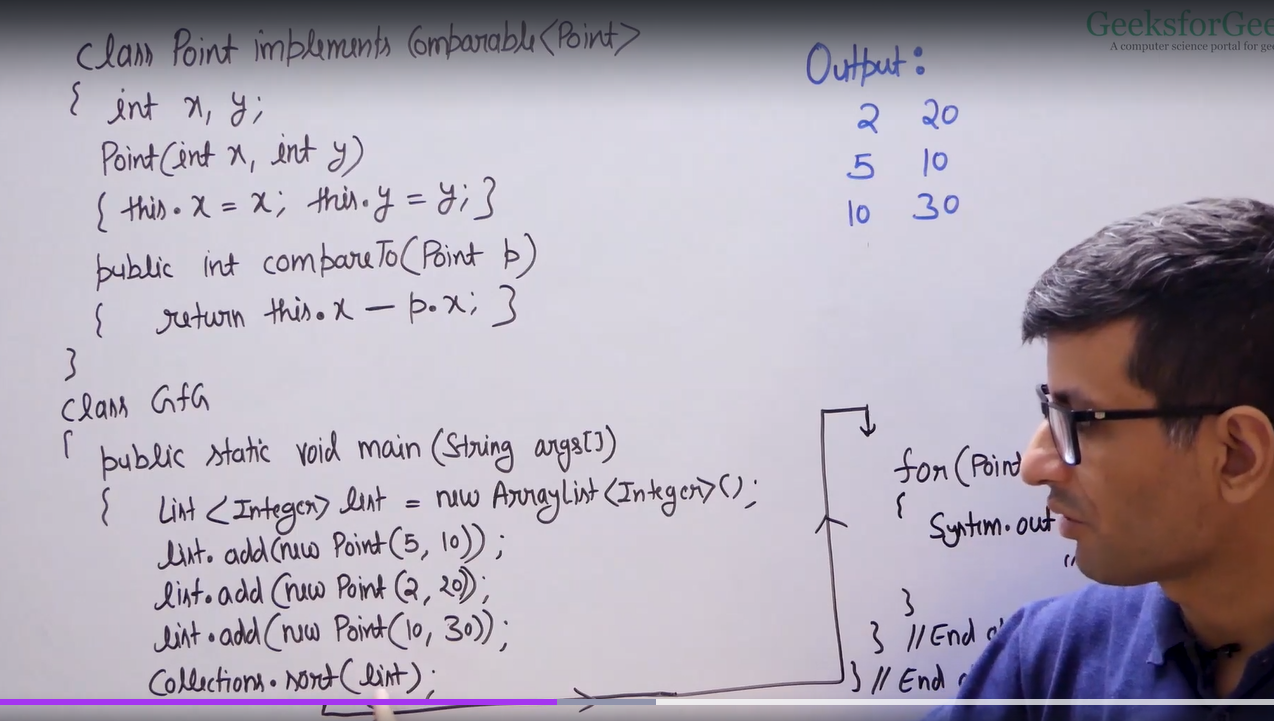 GeeksforGee
A computer science portal for gee
class Point implements Comparable<Point>
{ int x, y;
Point(int x, int y)
{ this.x = x; this.y = y; }
public int compareTo(Point p)
{ return this.x - p.x; }
}
class GfG
{ public static void main (String args[])
{ List <Integer> list = new ArrayList <Integer>();
list.add(new Point(5, 10));
list.add(new Point(2, 20));
list.add(new Point(10, 30));
Collections.sort(list);
Output:
2 20
5 10
10 30
for(Point
{
System.out
"
}
} // End
} // End